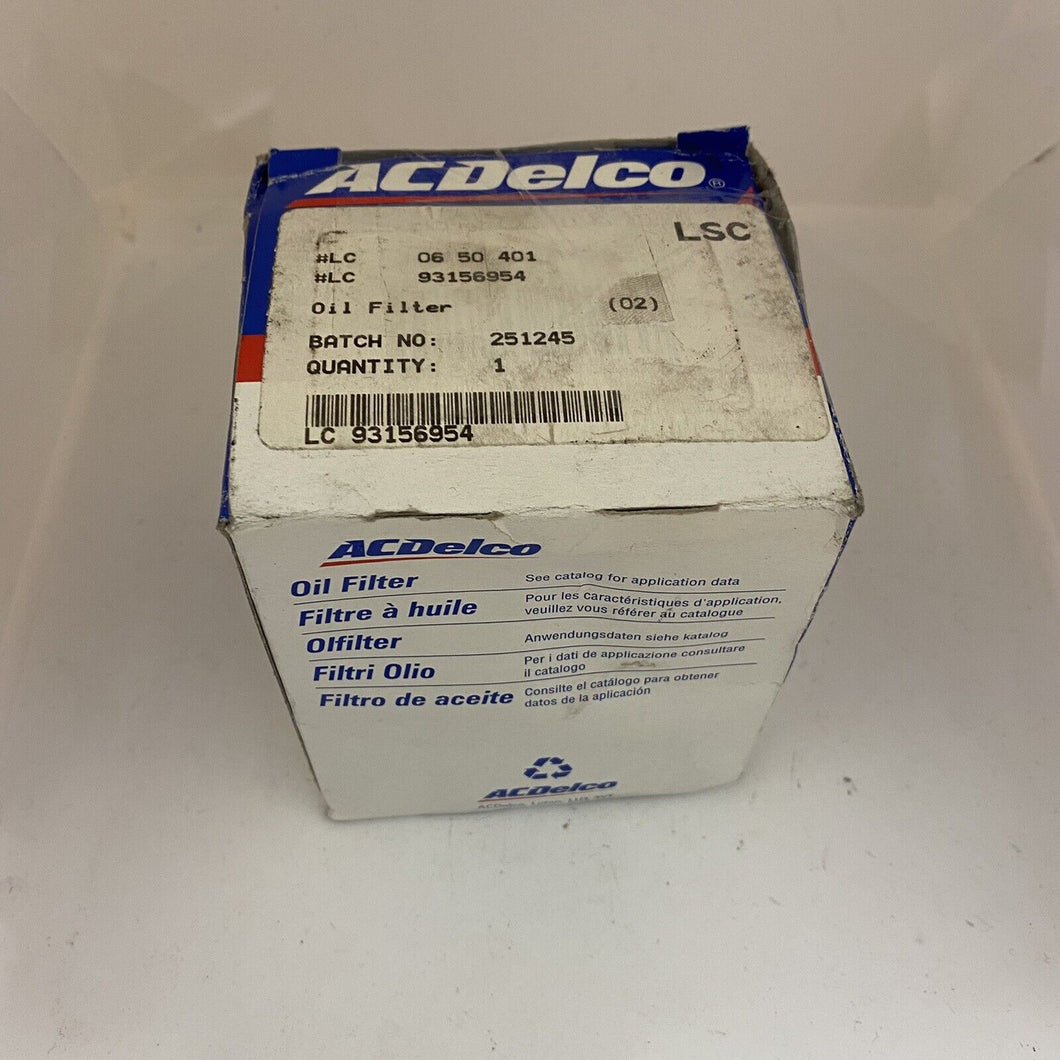 ACDelco®
LSC
#LC 06 50 401
#LC 93156954
Oil Filter (02)
BATCH NO: 251245
QUANTITY: 1
LC 93156954
ACDelco
Oil Filter See catalog for application data
Filtre à huile Pour les caractéristiques d'application,
veuillez vous référer au catalogue
Olfilter Anwendungsdaten siehe katalog
Filtri Olio Per i dati de applicazione consultare
il catalogo
Filtro de aceite Consilte el catálogo para obtener
datos de la aplicación
ACDelco
ACDelco, Luton,